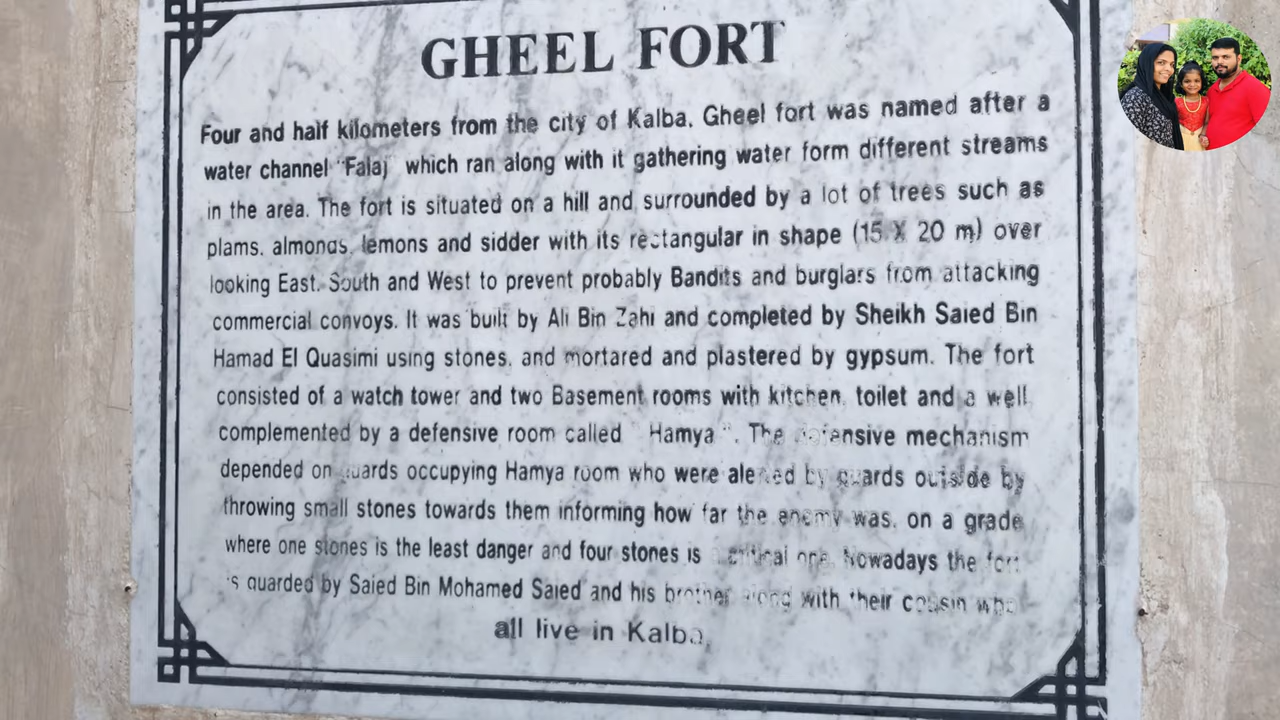 GHEEL FORT
Four and half kilometers from the city of Kalba, Gheel fort was named after a
water channel "Falaj" which ran along with it gathering water form different streams
in the area. The fort is situated on a hill and surrounded by a lot of trees such as
plams, almonds, lemons and sidder with its rectangular in shape (15 X 20 m) over
looking East, South and West to prevent probably Bandits and burglars from attacking
commercial convoys. It was built by Ali Bin Zahi and completed by Sheikh Saied Bin
Hamad El Quasimi using stones, and mortared and plastered by gypsum. The fort
consisted of a watch tower and two Basement rooms with kitchen, toilet and a well
complemented by a defensive room called " Hamya ". The defensive mechanism
depended on guards occupying Hamya room who were alerted by guards outside by
throwing small stones towards them informing how far the enemy was, on a grade
where one stones is the least danger and four stones is a critical one. Nowadays the fort
is guarded by Saied Bin Mohamed Saied and his brother along with their cousin who
all live in Kalba.